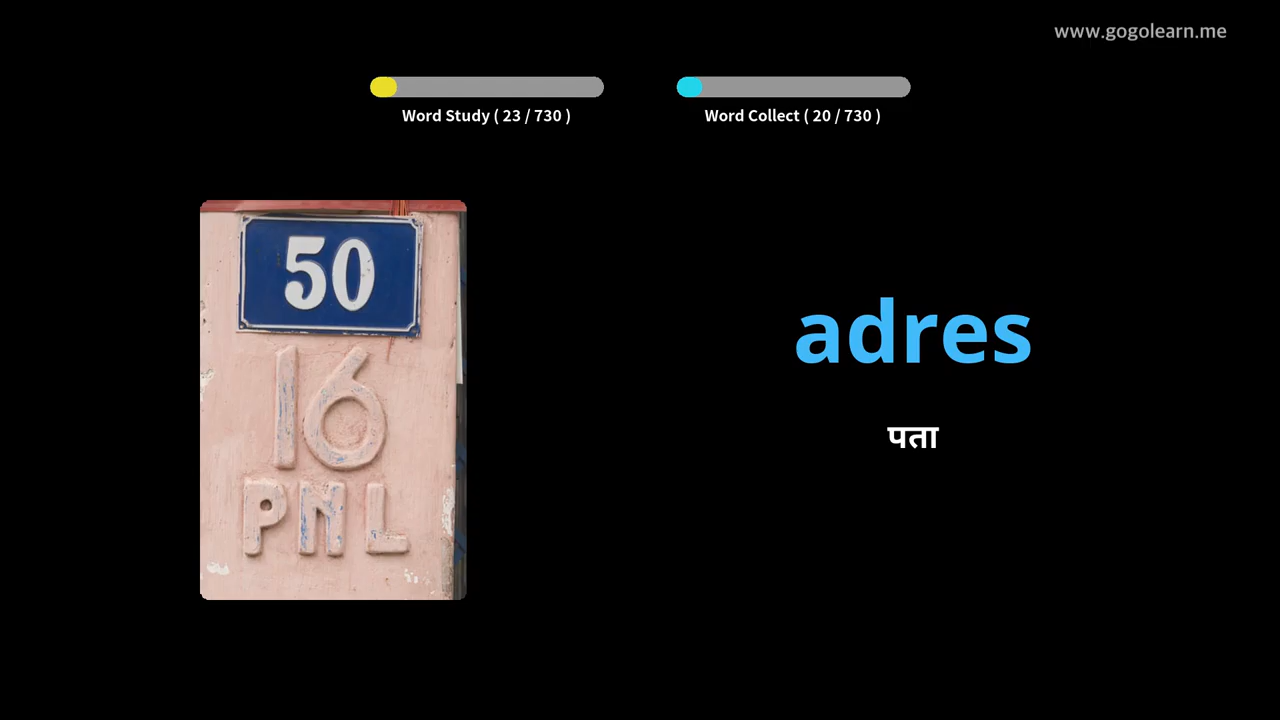 www.gogolearn.me
Word Study ( 23 / 730 )
Word Collect ( 20 / 730 )
50
16
PNL
adres
पता